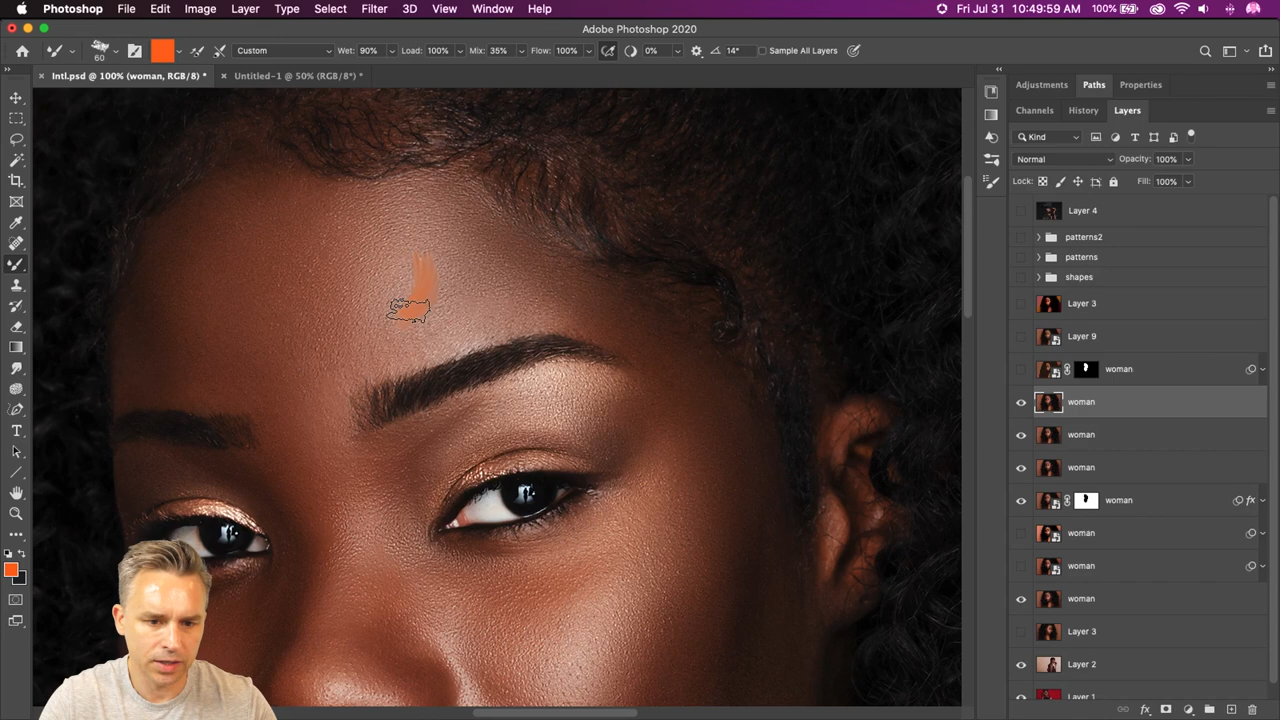 Photoshop File Edit Image Layer Type Select Filter 3D View Window Help 100% Fri Jul 31 10:49:59 AM
Adobe Photoshop 2020
60 Custom Wet: 90% Load: 100% Mix: 35% Flow: 100% 0% 14° Sample All Layers
Intl.psd @ 100% (woman, RGB/8) * Untitled-1 @ 50% (RGB/8*) *
Adjustments Paths Properties
Channels History Layers
Kind
Normal Opacity: 100%
Lock: Fill: 100%
Layer 4
patterns2
patterns
shapes
Layer 3
Layer 9
woman
woman
woman
woman
woman fx
woman
woman
woman
Layer 3
Layer 2
Layer 1
fx